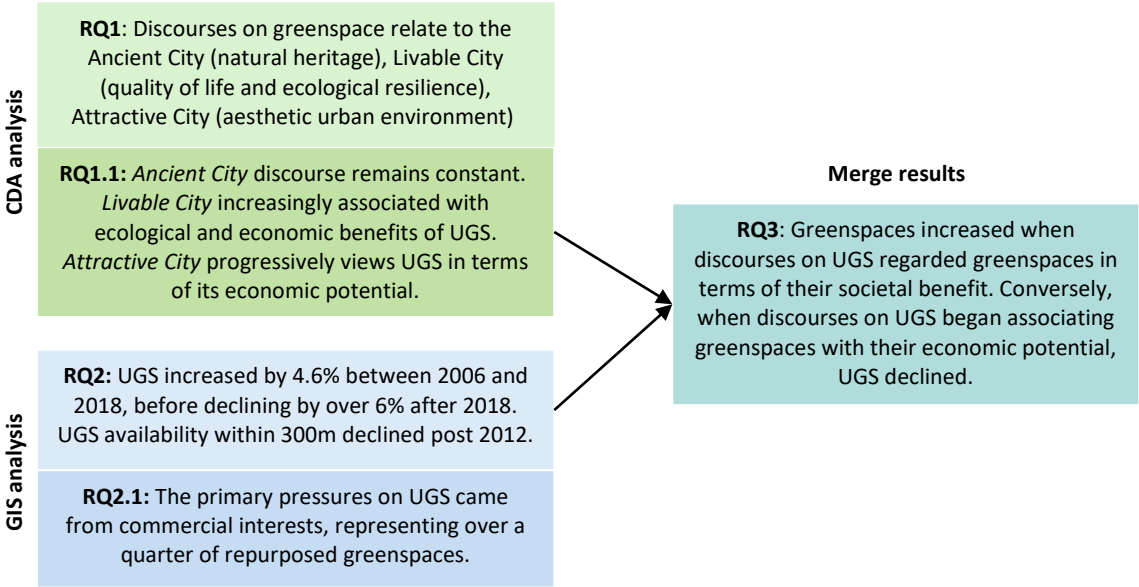 CDA analysis
RQ1: Discourses on greenspace relate to the
Ancient City (natural heritage), Livable City
(quality of life and ecological resilience),
Attractive City (aesthetic urban environment)
RQ1.1: Ancient City discourse remains constant.
Livable City increasingly associated with
ecological and economic benefits of UGS.
Attractive City progressively views UGS in terms
of its economic potential.
GIS analysis
RQ2: UGS increased by 4.6% between 2006 and
2018, before declining by over 6% after 2018.
UGS availability within 300m declined post 2012.
RQ2.1: The primary pressures on UGS came
from commercial interests, representing over a
quarter of repurposed greenspaces.
Merge results
RQ3: Greenspaces increased when
discourses on UGS regarded greenspaces in
terms of their societal benefit. Conversely,
when discourses on UGS began associating
greenspaces with their economic potential,
UGS declined.